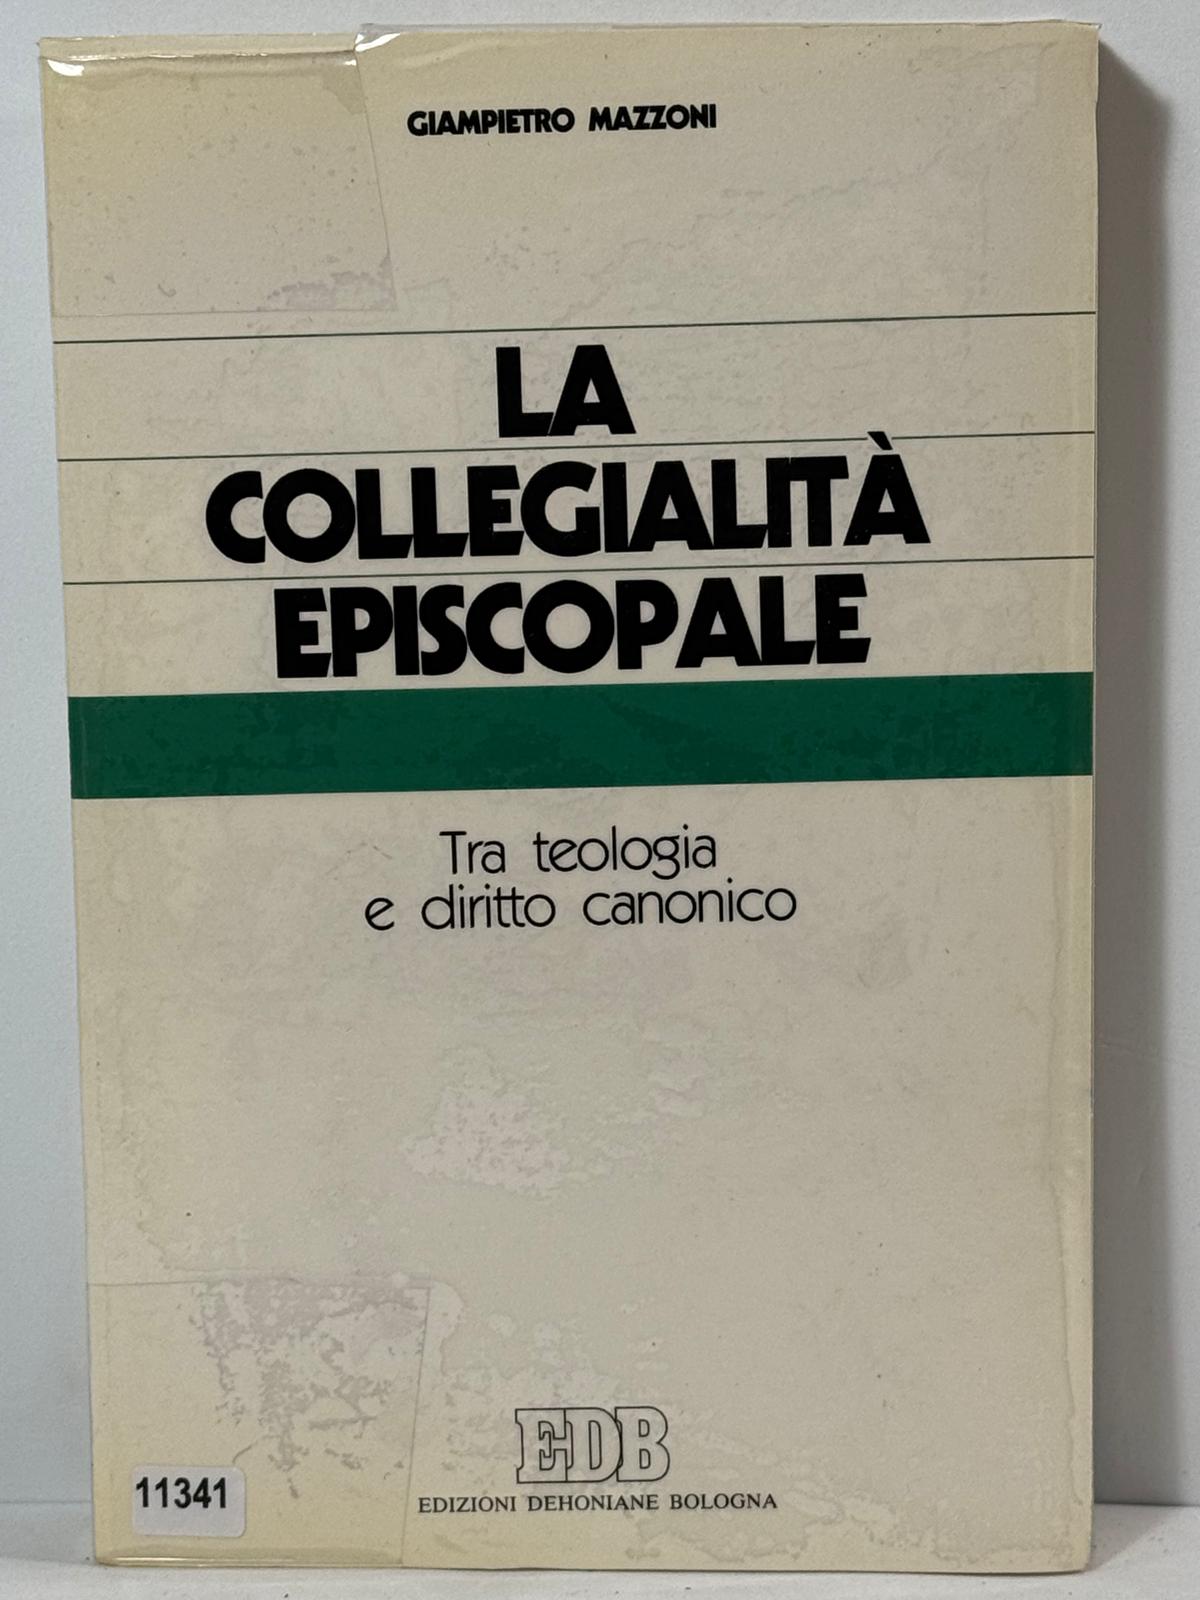 GIAMPIETRO MAZZONI
LA
COLLEGIALITÀ
EPISCOPALE
Tra teologia
e diritto canonico
EDB
EDIZIONI DEHONIANE BOLOGNA
11341